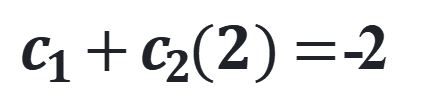 c₁ + c₂(2) =-2